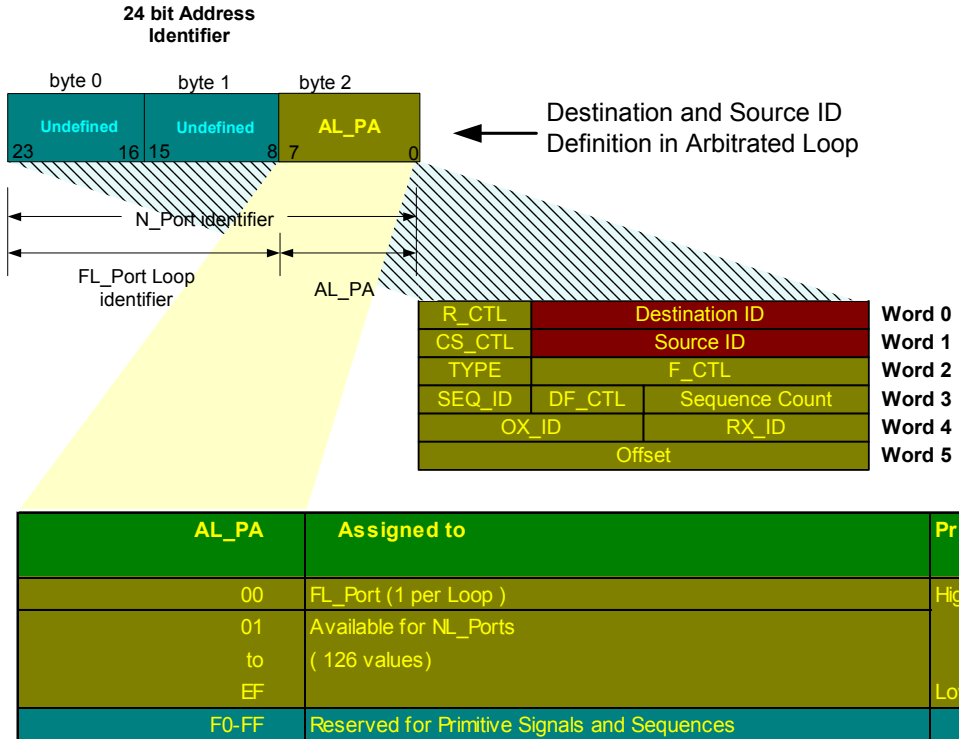 24 bit Address
Identifier
byte 0 byte 1 byte 2
Undefined Undefined AL_PA
23 16 15 8 7 0
Destination and Source ID
Definition in Arbitrated Loop
N_Port identifier
FL_Port Loop
identifier
AL_PA
R_CTL Destination ID Word 0
CS_CTL Source ID Word 1
TYPE F_CTL Word 2
SEQ_ID DF_CTL Sequence Count Word 3
OX_ID RX_ID Word 4
Offset Word 5
AL_PA Assigned to Pr
00 FL_Port (1 per Loop ) Hig
01 Available for NL_Ports
to ( 126 values)
EF Lo
F0-FF Reserved for Primitive Signals and Sequences